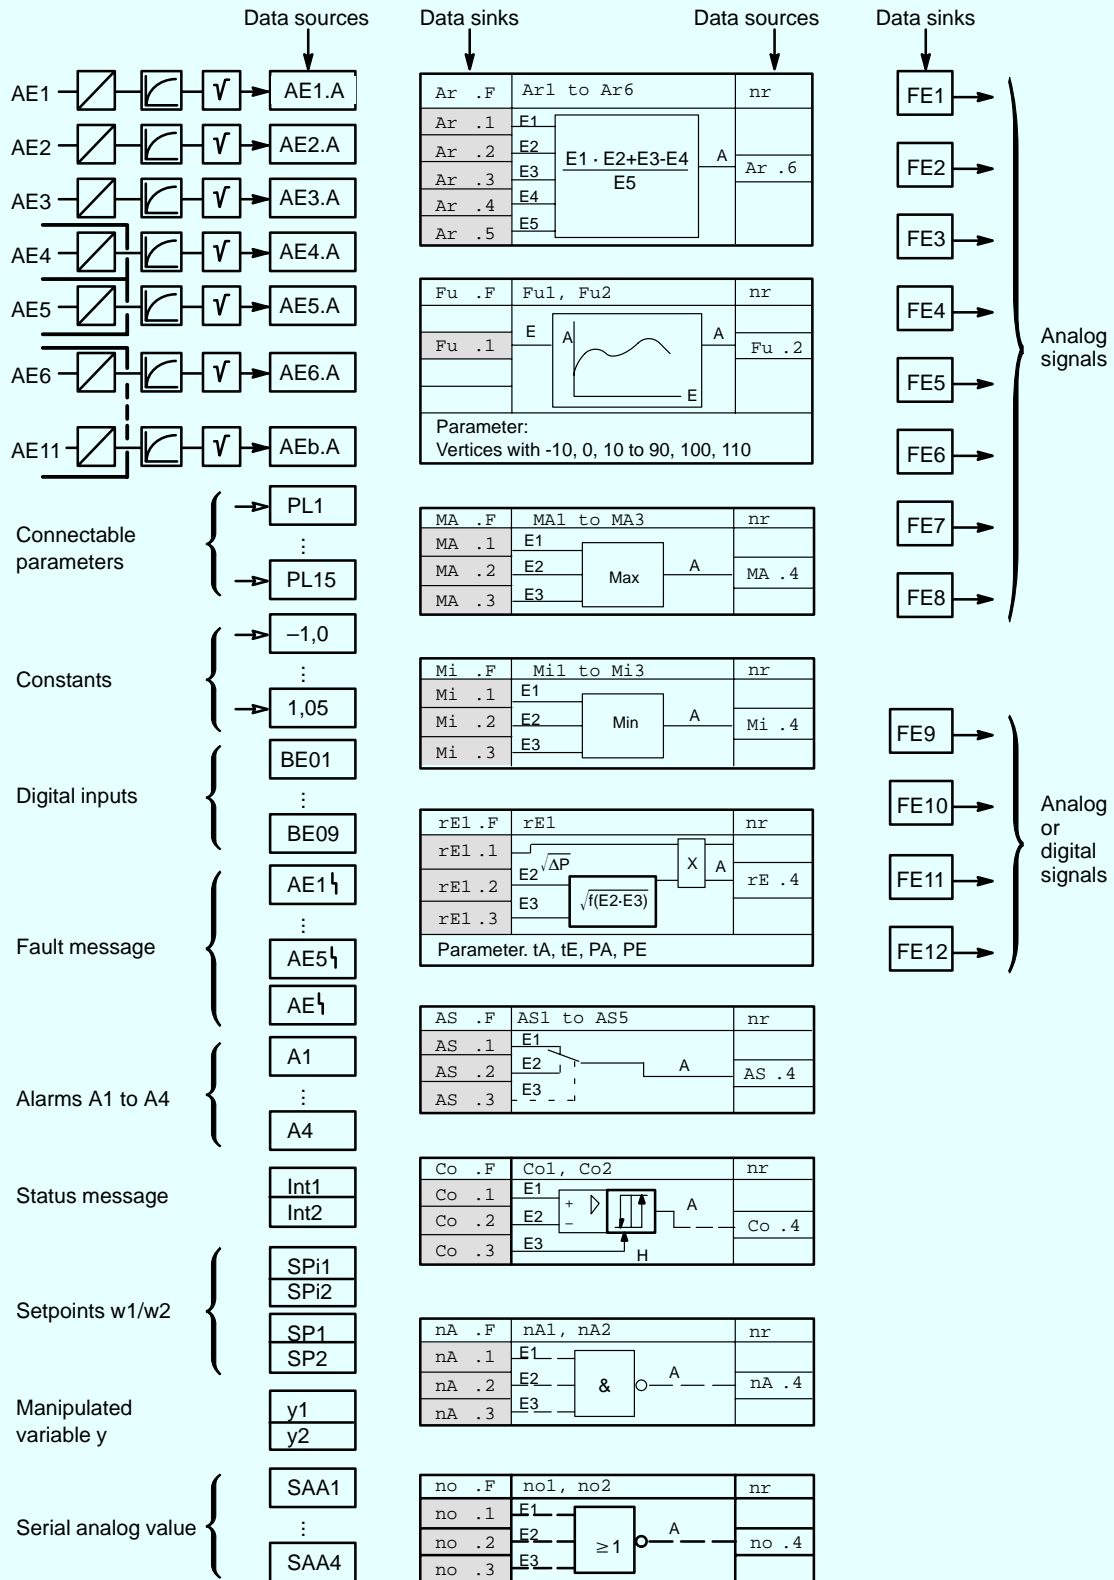 Data sources
Data sinks
Data sources
Data sinks
AE1 √ AE1.A
AE2 √ AE2.A
AE3 √ AE3.A
AE4 √ AE4.A
AE5 √ AE5.A
AE6 √ AE6.A
AE11 √ AEb.A
Connectable
parameters
PL1
⋮
PL15
Constants
–1,0
⋮
1,05
Digital inputs
BE01
⋮
BE09
Fault message
AE1
⋮
AE5
AE
Alarms A1 to A4
A1
⋮
A4
Status message
Int1
Int2
Setpoints w1/w2
SPi1
SPi2
SP1
SP2
Manipulated
variable y
y1
y2
Serial analog value
SAA1
⋮
SAA4
Ar .F Ar1 to Ar6 nr
Ar .1 E1
Ar .2 E2
Ar .3 E3
Ar .4 E4
Ar .5 E5
E1 · E2+E3-E4
E5
A Ar .6
Fu .F Fu1, Fu2 nr
Fu .1 E A E A Fu .2
Parameter:
Vertices with -10, 0, 10 to 90, 100, 110
MA .F MA1 to MA3 nr
MA .1 E1
MA .2 E2 Max A MA .4
MA .3 E3
Mi .F Mi1 to Mi3 nr
Mi .1 E1
Mi .2 E2 Min A Mi .4
Mi .3 E3
rE1.F rE1 nr
rE1.1
rE1.2 E2 √ΔP X A rE .4
rE1.3 E3 √f(E2·E3)
Parameter. tA, tE, PA, PE
AS .F AS1 to AS5 nr
AS .1 E1
AS .2 E2 A AS .4
AS .3 E3
Co .F Co1, Co2 nr
Co .1 E1 + A
Co .2 E2 – Co .4
Co .3 E3 H
nA .F nA1, nA2 nr
nA .1 E1
nA .2 E2 & A nA .4
nA .3 E3
no .F no1, no2 nr
no .1 E1
no .2 E2 ≥1 A no .4
no .3 E3
FE1
FE2
FE3
FE4
FE5
FE6
FE7
FE8
Analog
signals
FE9
FE10
FE11
FE12
Analog
or
digital
signals